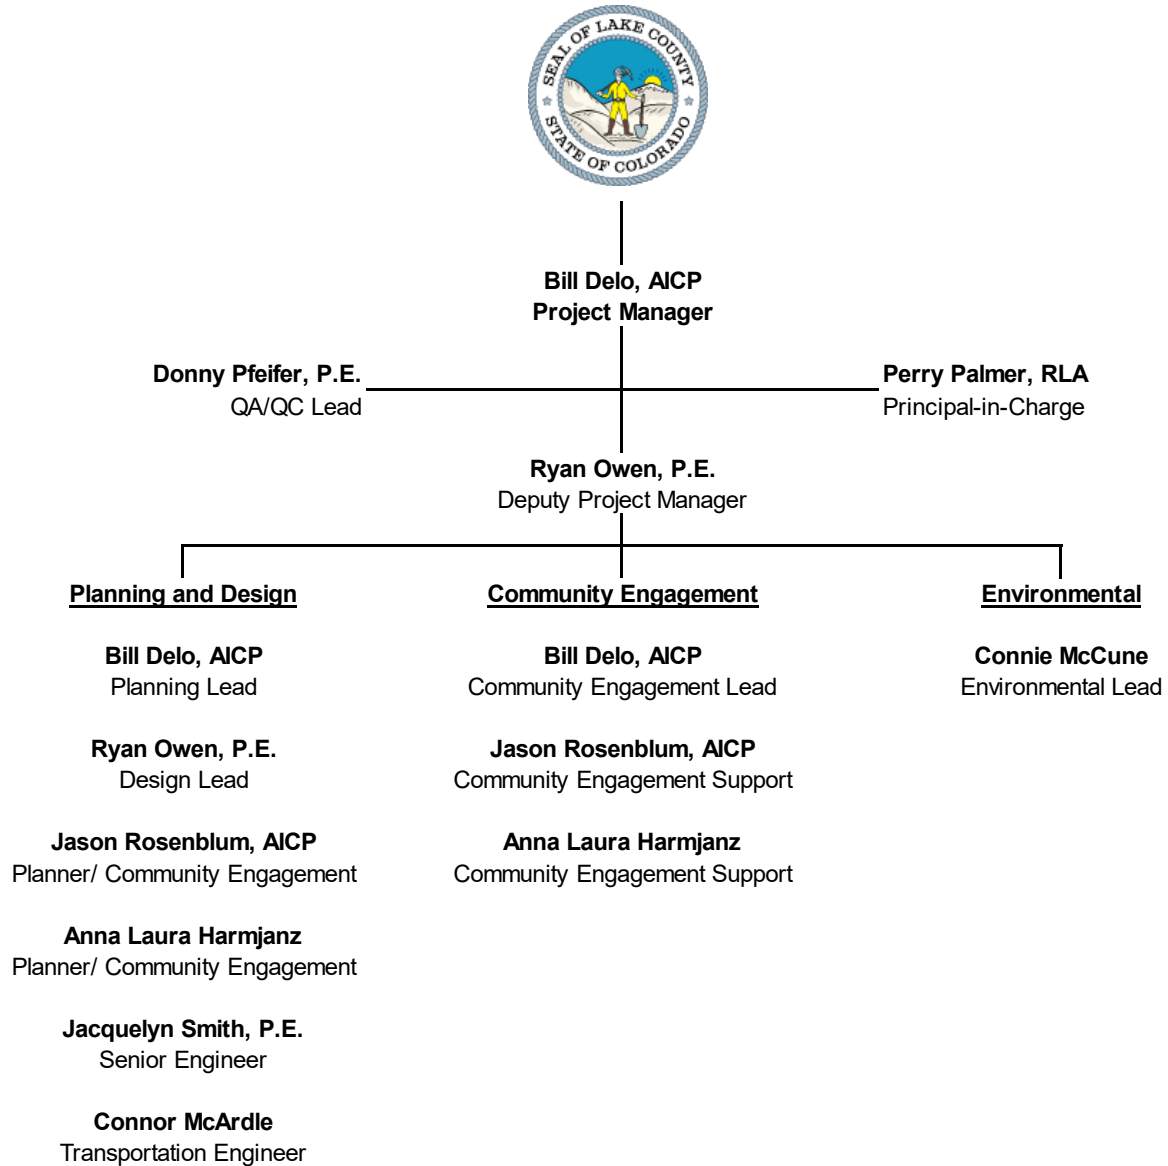 SEAL OF LAKE COUNTY
STATE OF COLORADO
Bill Delo, AICP
Project Manager
Donny Pfeifer, P.E.
QA/QC Lead
Perry Palmer, RLA
Principal-in-Charge
Ryan Owen, P.E.
Deputy Project Manager
Planning and Design
Bill Delo, AICP
Planning Lead
Ryan Owen, P.E.
Design Lead
Jason Rosenblum, AICP
Planner/ Community Engagement
Anna Laura Harmjanz
Planner/ Community Engagement
Jacquelyn Smith, P.E.
Senior Engineer
Connor McArdle
Transportation Engineer
Community Engagement
Bill Delo, AICP
Community Engagement Lead
Jason Rosenblum, AICP
Community Engagement Support
Anna Laura Harmjanz
Community Engagement Support
Environmental
Connie McCune
Environmental Lead